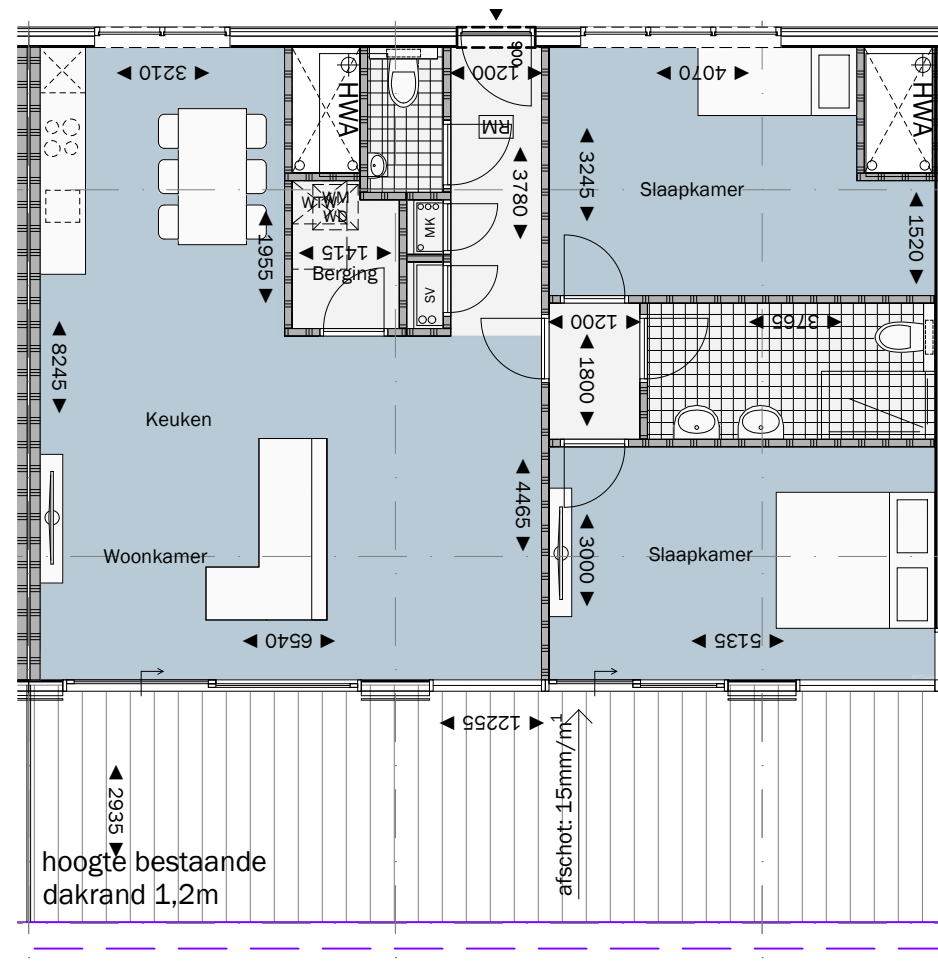 900
3210
1200
4070
HWA
HWA
RM
3245
3780
Slaapkamer
1520
WTW
WM
WD
MK
1955
1415
Berging
SV
1200
3765
8245
1800
Keuken
4465
Woonkamer
3000
Slaapkamer
6540
5135
12255
afschot: 15mm/m1
2935
hoogte bestaande
dakrand 1,2m